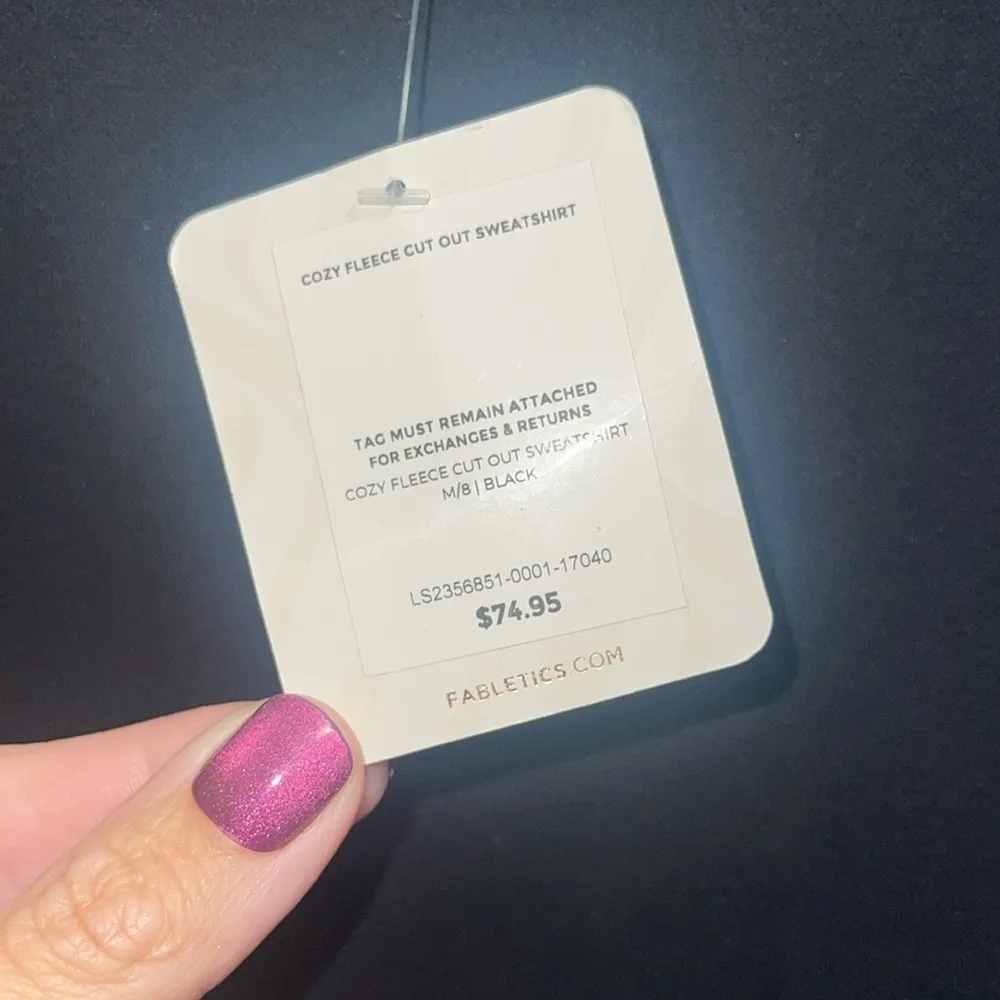 COZY FLEECE CUT OUT SWEATSHIRT
TAG MUST REMAIN ATTACHED
FOR EXCHANGES & RETURNS
COZY FLEECE CUT OUT SWEATSHIRT
M/8 | BLACK
LS2356851-0001-17040
$74.95
FABLETICS.COM